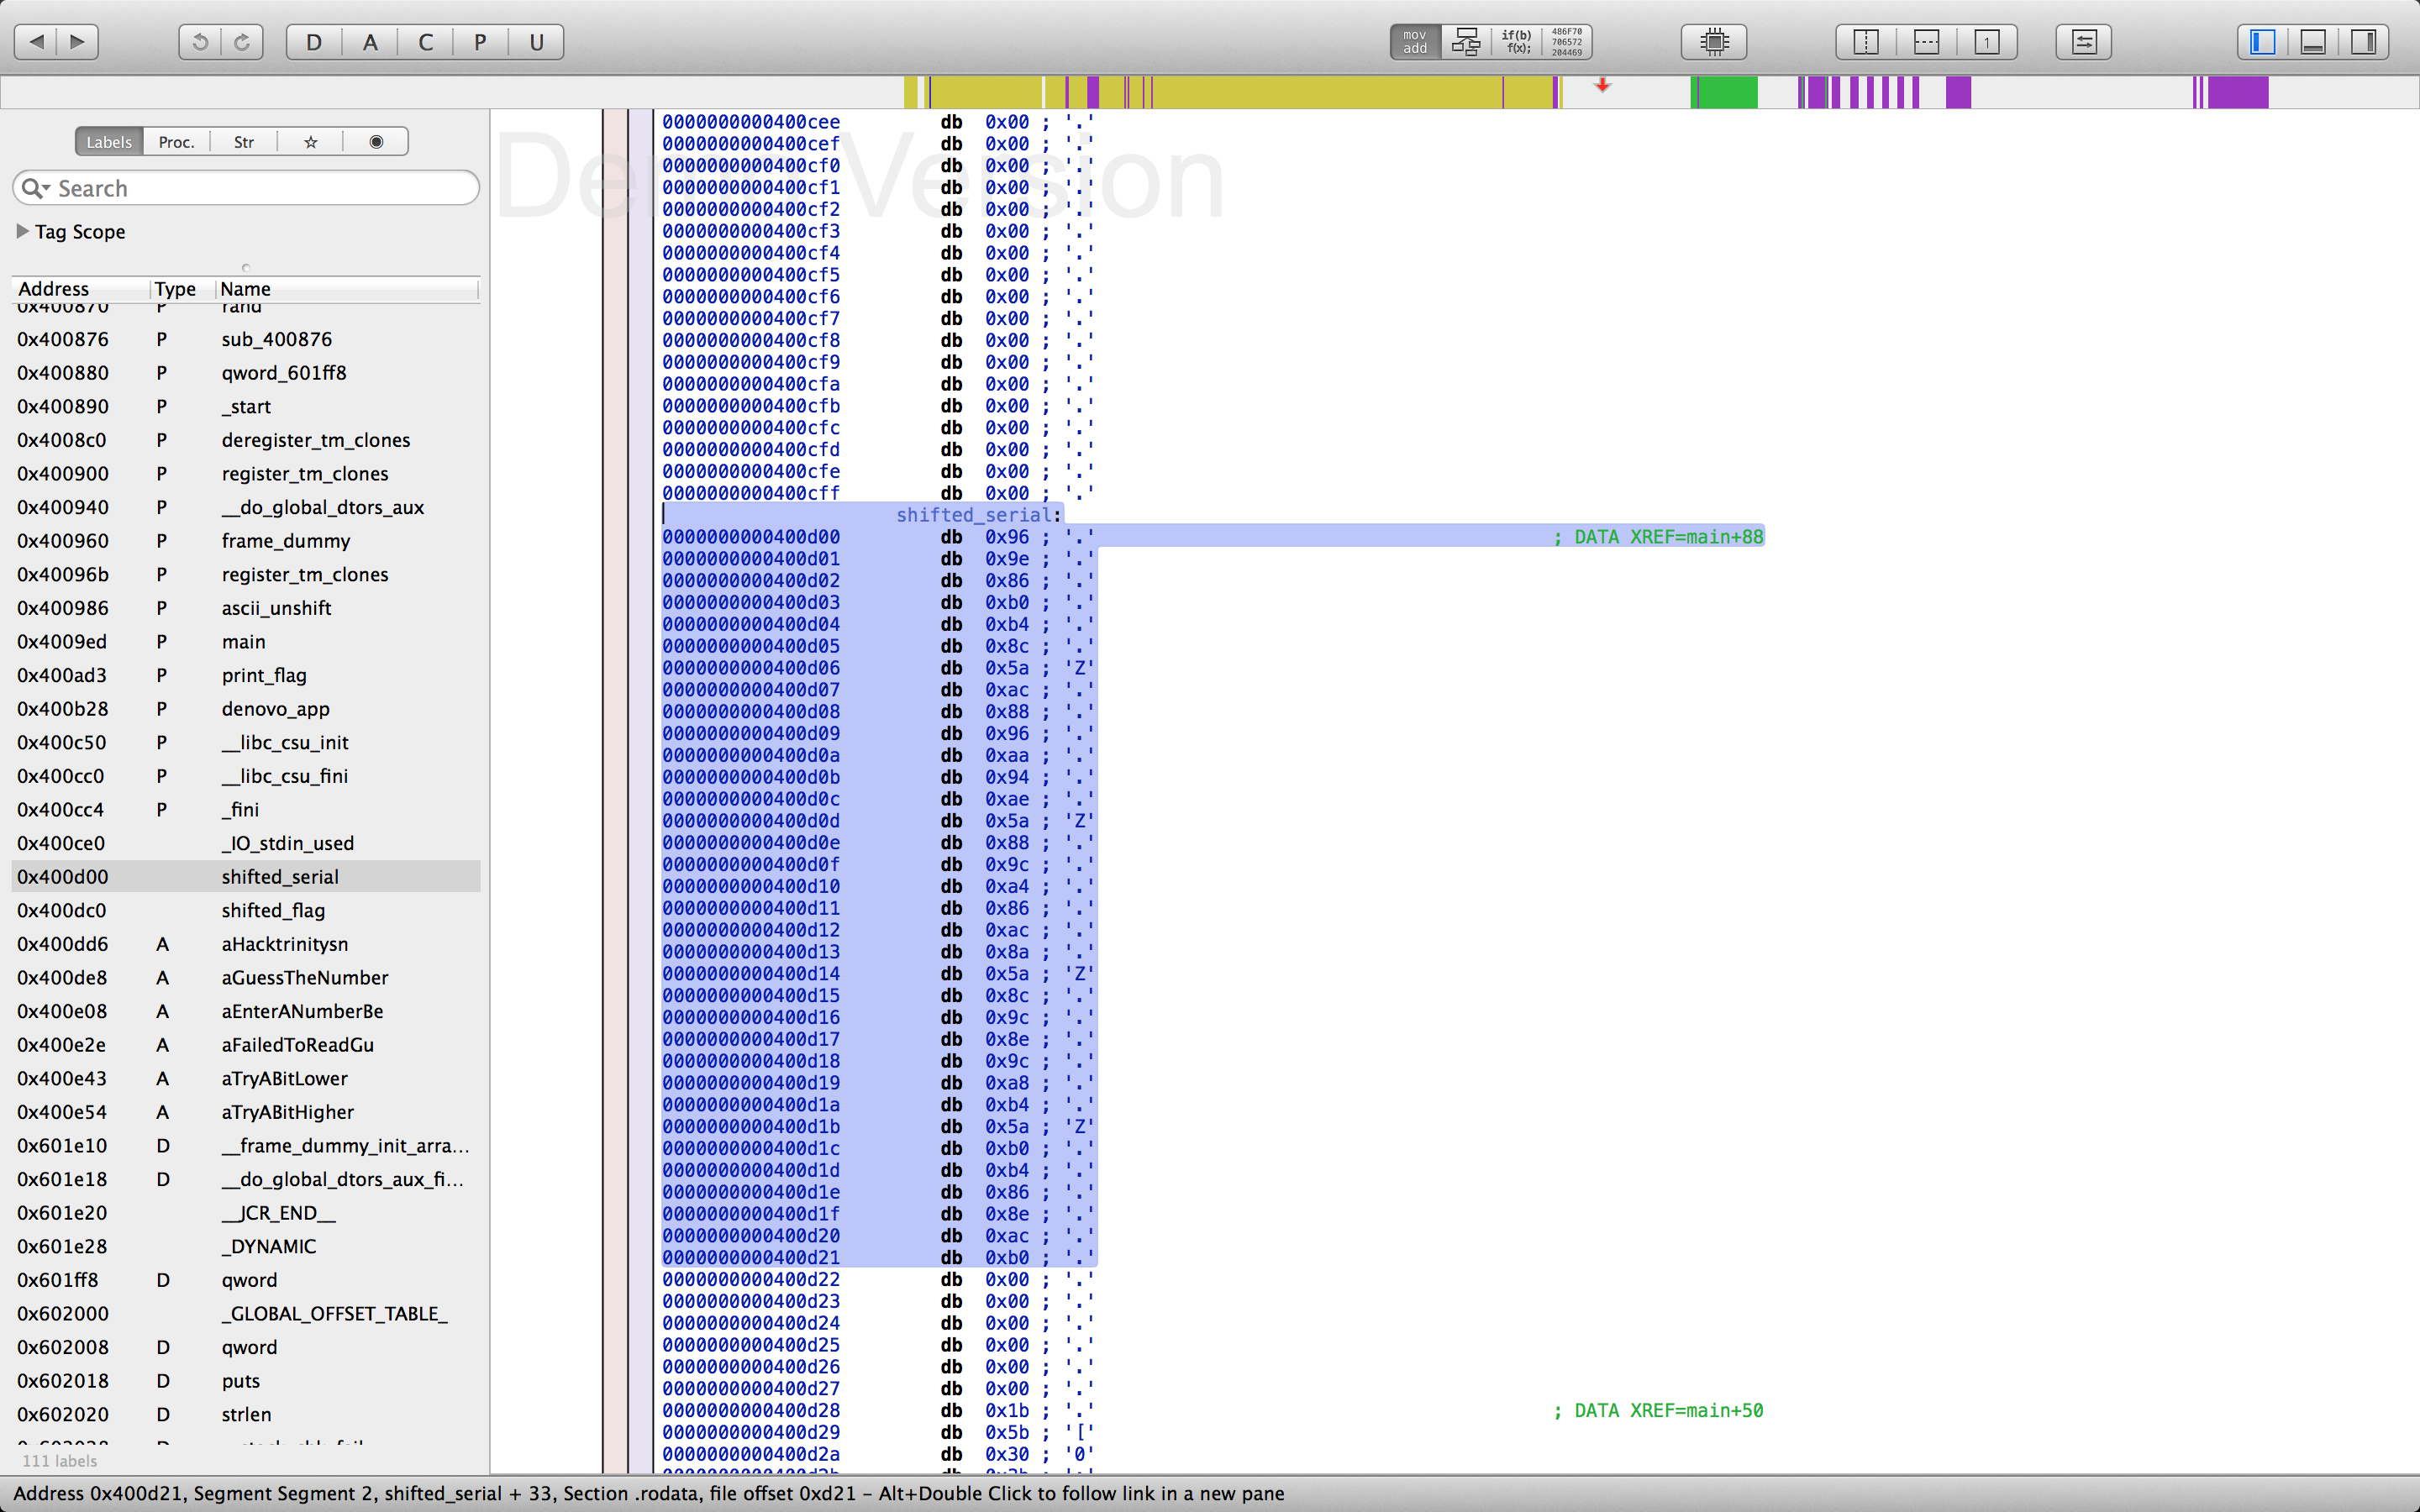 D A C P U
mov add if(b) f(x); 486F70 706572 204469
1
Demo Version
Labels Proc. Str
Search
Tag Scope
Address Type Name
0x400870 P rand
0x400876 P sub_400876
0x400880 P qword_601ff8
0x400890 P _start
0x4008c0 P deregister_tm_clones
0x400900 P register_tm_clones
0x400940 P __do_global_dtors_aux
0x400960 P frame_dummy
0x40096b P register_tm_clones
0x400986 P ascii_unshift
0x4009ed P main
0x400ad3 P print_flag
0x400b28 P denovo_app
0x400c50 P __libc_csu_init
0x400cc0 P __libc_csu_fini
0x400cc4 P _fini
0x400ce0 _IO_stdin_used
0x400d00 shifted_serial
0x400dc0 shifted_flag
0x400dd6 A aHacktrinitysn
0x400de8 A aGuessTheNumber
0x400e08 A aEnterANumberBe
0x400e2e A aFailedToReadGu
0x400e43 A aTryABitLower
0x400e54 A aTryABitHigher
0x601e10 D __frame_dummy_init_arra...
0x601e18 D __do_global_dtors_aux_fi...
0x601e20 __JCR_END__
0x601e28 _DYNAMIC
0x601ff8 D qword
0x602000 _GLOBAL_OFFSET_TABLE_
0x602008 D qword
0x602018 D puts
0x602020 D strlen
111 labels
0000000000400cee db 0x00 ; '.'
0000000000400cef db 0x00 ; '.'
0000000000400cf0 db 0x00 ; '.'
0000000000400cf1 db 0x00 ; '.'
0000000000400cf2 db 0x00 ; '.'
0000000000400cf3 db 0x00 ; '.'
0000000000400cf4 db 0x00 ; '.'
0000000000400cf5 db 0x00 ; '.'
0000000000400cf6 db 0x00 ; '.'
0000000000400cf7 db 0x00 ; '.'
0000000000400cf8 db 0x00 ; '.'
0000000000400cf9 db 0x00 ; '.'
0000000000400cfa db 0x00 ; '.'
0000000000400cfb db 0x00 ; '.'
0000000000400cfc db 0x00 ; '.'
0000000000400cfd db 0x00 ; '.'
0000000000400cfe db 0x00 ; '.'
0000000000400cff db 0x00 ; '.'
shifted_serial:
0000000000400d00 db 0x96 ; '.' ; DATA XREF=main+88
0000000000400d01 db 0x9e ; '.'
0000000000400d02 db 0x86 ; '.'
0000000000400d03 db 0xb0 ; '.'
0000000000400d04 db 0xb4 ; '.'
0000000000400d05 db 0x8c ; '.'
0000000000400d06 db 0x5a ; 'Z'
0000000000400d07 db 0xac ; '.'
0000000000400d08 db 0x88 ; '.'
0000000000400d09 db 0x96 ; '.'
0000000000400d0a db 0xaa ; '.'
0000000000400d0b db 0x94 ; '.'
0000000000400d0c db 0xae ; '.'
0000000000400d0d db 0x5a ; 'Z'
0000000000400d0e db 0x88 ; '.'
0000000000400d0f db 0x9c ; '.'
0000000000400d10 db 0xa4 ; '.'
0000000000400d11 db 0x86 ; '.'
0000000000400d12 db 0xac ; '.'
0000000000400d13 db 0x8a ; '.'
0000000000400d14 db 0x5a ; 'Z'
0000000000400d15 db 0x8c ; '.'
0000000000400d16 db 0x9c ; '.'
0000000000400d17 db 0x8e ; '.'
0000000000400d18 db 0x9c ; '.'
0000000000400d19 db 0xa8 ; '.'
0000000000400d1a db 0xb4 ; '.'
0000000000400d1b db 0x5a ; 'Z'
0000000000400d1c db 0xb0 ; '.'
0000000000400d1d db 0xb4 ; '.'
0000000000400d1e db 0x86 ; '.'
0000000000400d1f db 0x8e ; '.'
0000000000400d20 db 0xac ; '.'
0000000000400d21 db 0xb0 ; '.'
0000000000400d22 db 0x00 ; '.'
0000000000400d23 db 0x00 ; '.'
0000000000400d24 db 0x00 ; '.'
0000000000400d25 db 0x00 ; '.'
0000000000400d26 db 0x00 ; '.'
0000000000400d27 db 0x00 ; '.'
0000000000400d28 db 0x1b ; '.' ; DATA XREF=main+50
0000000000400d29 db 0x5b ; '['
0000000000400d2a db 0x30 ; '0'
Address 0x400d21, Segment Segment 2, shifted_serial + 33, Section .rodata, file offset 0xd21 - Alt+Double Click to follow link in a new pane